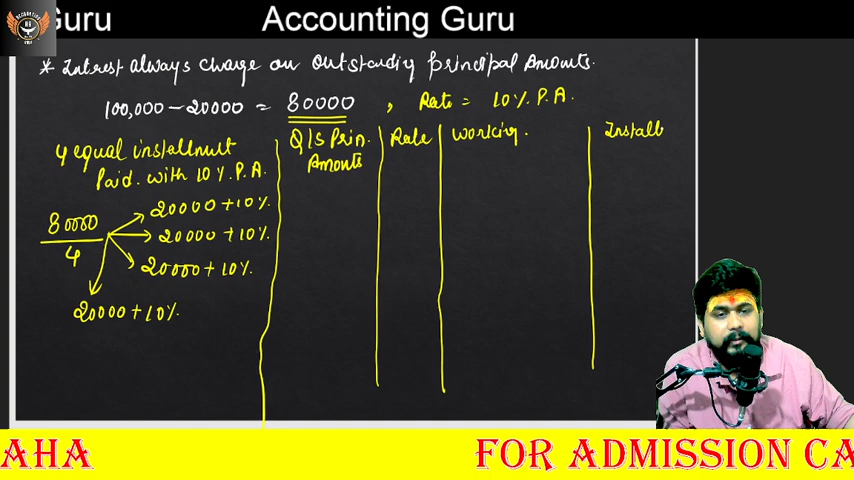 Guru
Accounting Guru
* Interest always charge on outstanding principal Amounts.
100,000 - 20000 = 80000 , Rate = 10% P.A.
4 equal installment
Paid with 10% P.A.
80000
4
20000 + 10%
20000 + 10%
20000 + 10%
20000 + 10%
O/S Prin.
Amounts
Rate
Working.
Install
AHA
FOR ADMISSION CA